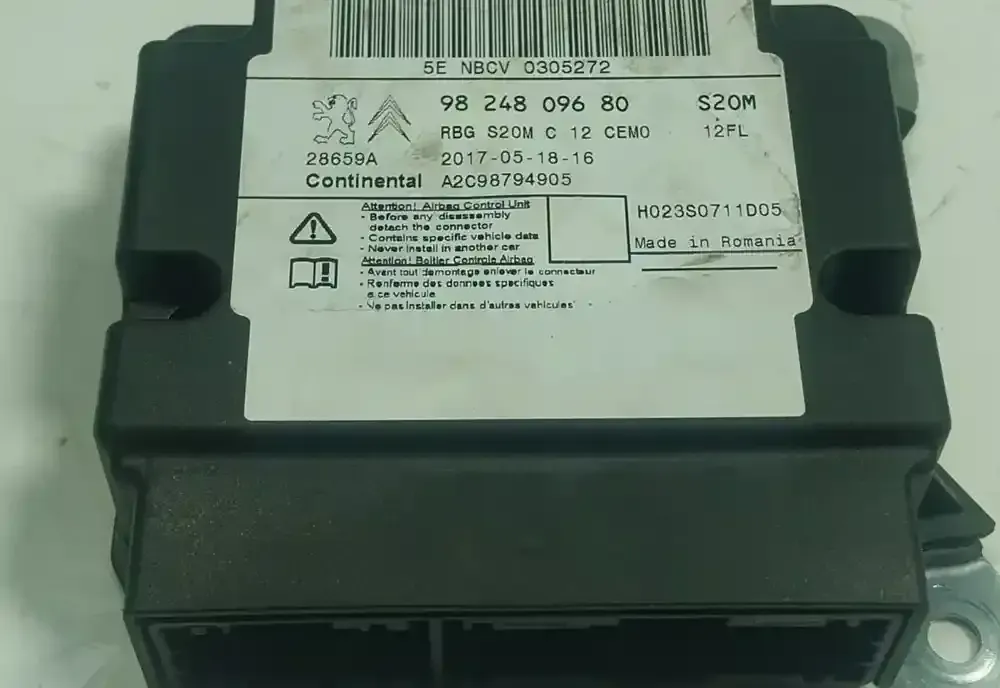 5E NBCV 0305272
98 248 096 80 S20M
RBG S20M C 12 CEMO 12FL
28659A 2017-05-18-16
Continental A2C98794905
Attention! Airbag Control Unit
- Before any disassembly
detach the connector
- Contains specific vehicle data
- Never install in another car
Attention! Boitier Controle Airbag
- Avant tout demontage enlever le connecteur
- Renferme des donnees specifiques
a ce vehicule
- Ne pas installer dans d'autres vehicules
H023S0711D05
Made in Romania